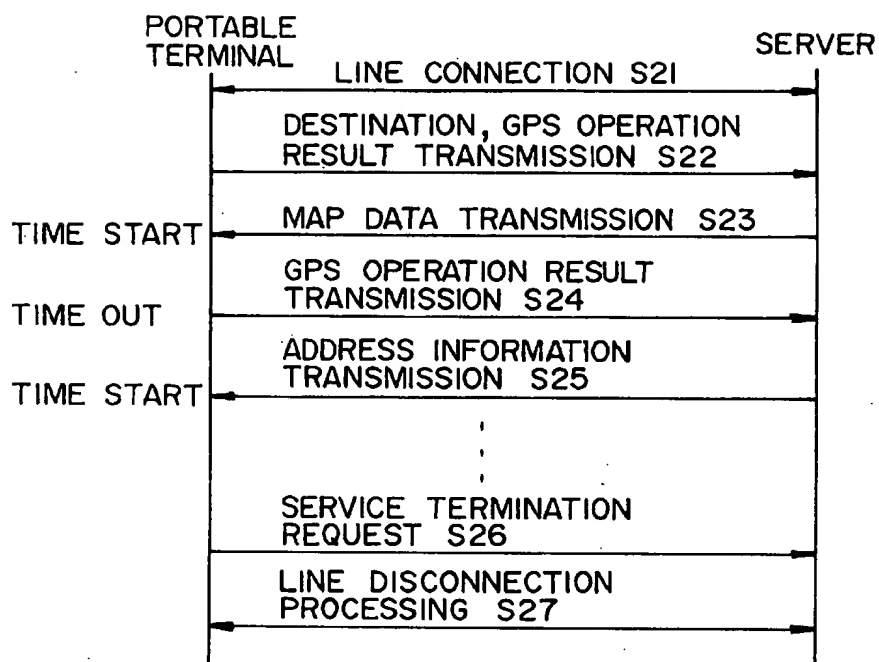 PORTABLE
TERMINAL
SERVER
LINE CONNECTION S21
DESTINATION, GPS OPERATION
RESULT TRANSMISSION S22
MAP DATA TRANSMISSION S23
TIME START
GPS OPERATION RESULT
TRANSMISSION S24
TIME OUT
ADDRESS INFORMATION
TRANSMISSION S25
TIME START
SERVICE TERMINATION
REQUEST S26
LINE DISCONNECTION
PROCESSING S27